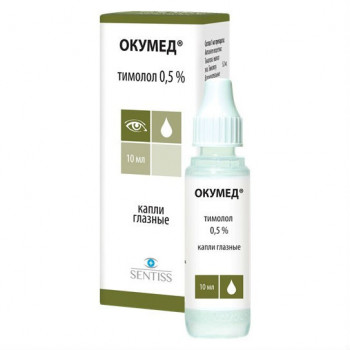 ОКУМЕД®
тимолол 0,5 %
10 мл
капли
глазные
SENTISS
ОКУМЕД®
тимолол
0,5 %
капли глазные
10 мл